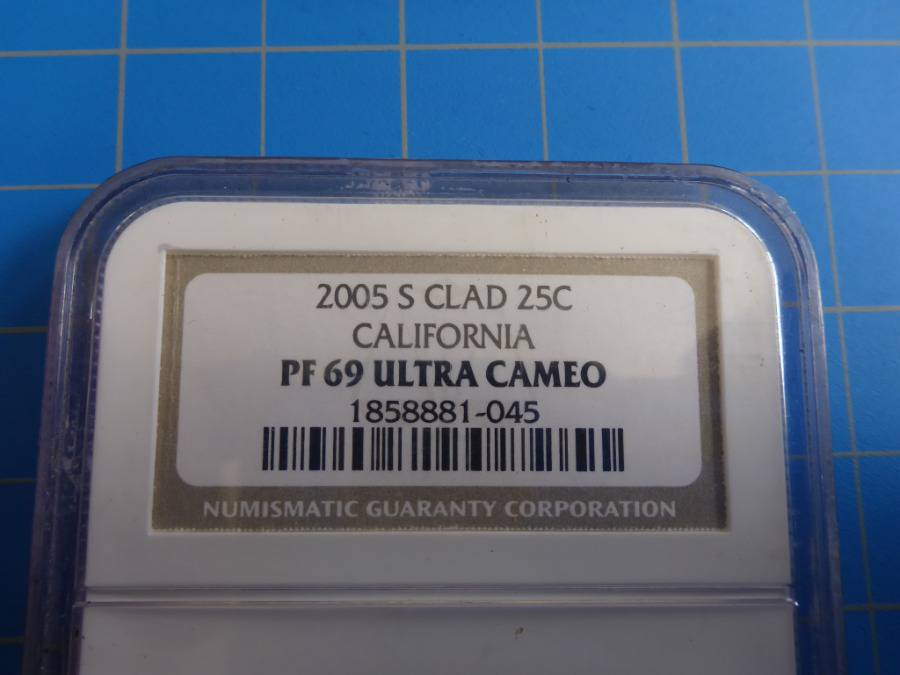 2005 S CLAD 25C
CALIFORNIA
PF 69 ULTRA CAMEO
1858881-045
NUMISMATIC GUARANTY CORPORATION